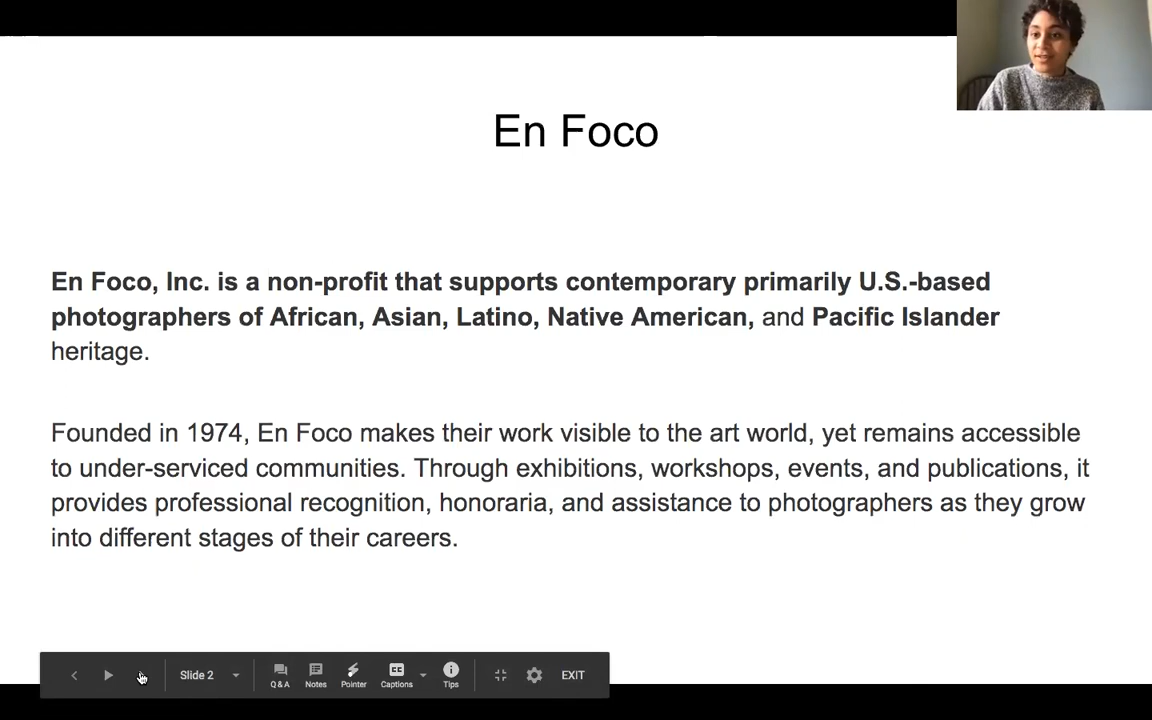 En Foco
En Foco, Inc. is a non-profit that supports contemporary primarily U.S.-based
photographers of African, Asian, Latino, Native American, and Pacific Islander
heritage.
Founded in 1974, En Foco makes their work visible to the art world, yet remains accessible
to under-serviced communities. Through exhibitions, workshops, events, and publications, it
provides professional recognition, honoraria, and assistance to photographers as they grow
into different stages of their careers.
Slide 2 Q&A Notes Pointer CC Captions Tips EXIT